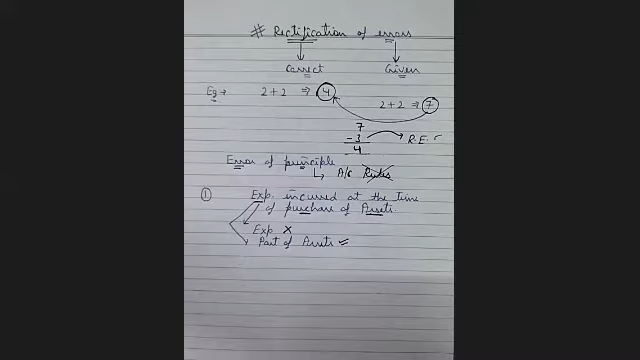 # Rectification of errors
Correct Given
Eg → 2+2 ⇒ 4
2+2 ⇒ 7
7
-3 → R.E.
4
Error of principle
↳ A/c Rules
① Exp. incurred at the time
of purchase of Assets.
Exp ✗
Part of Assets ✓